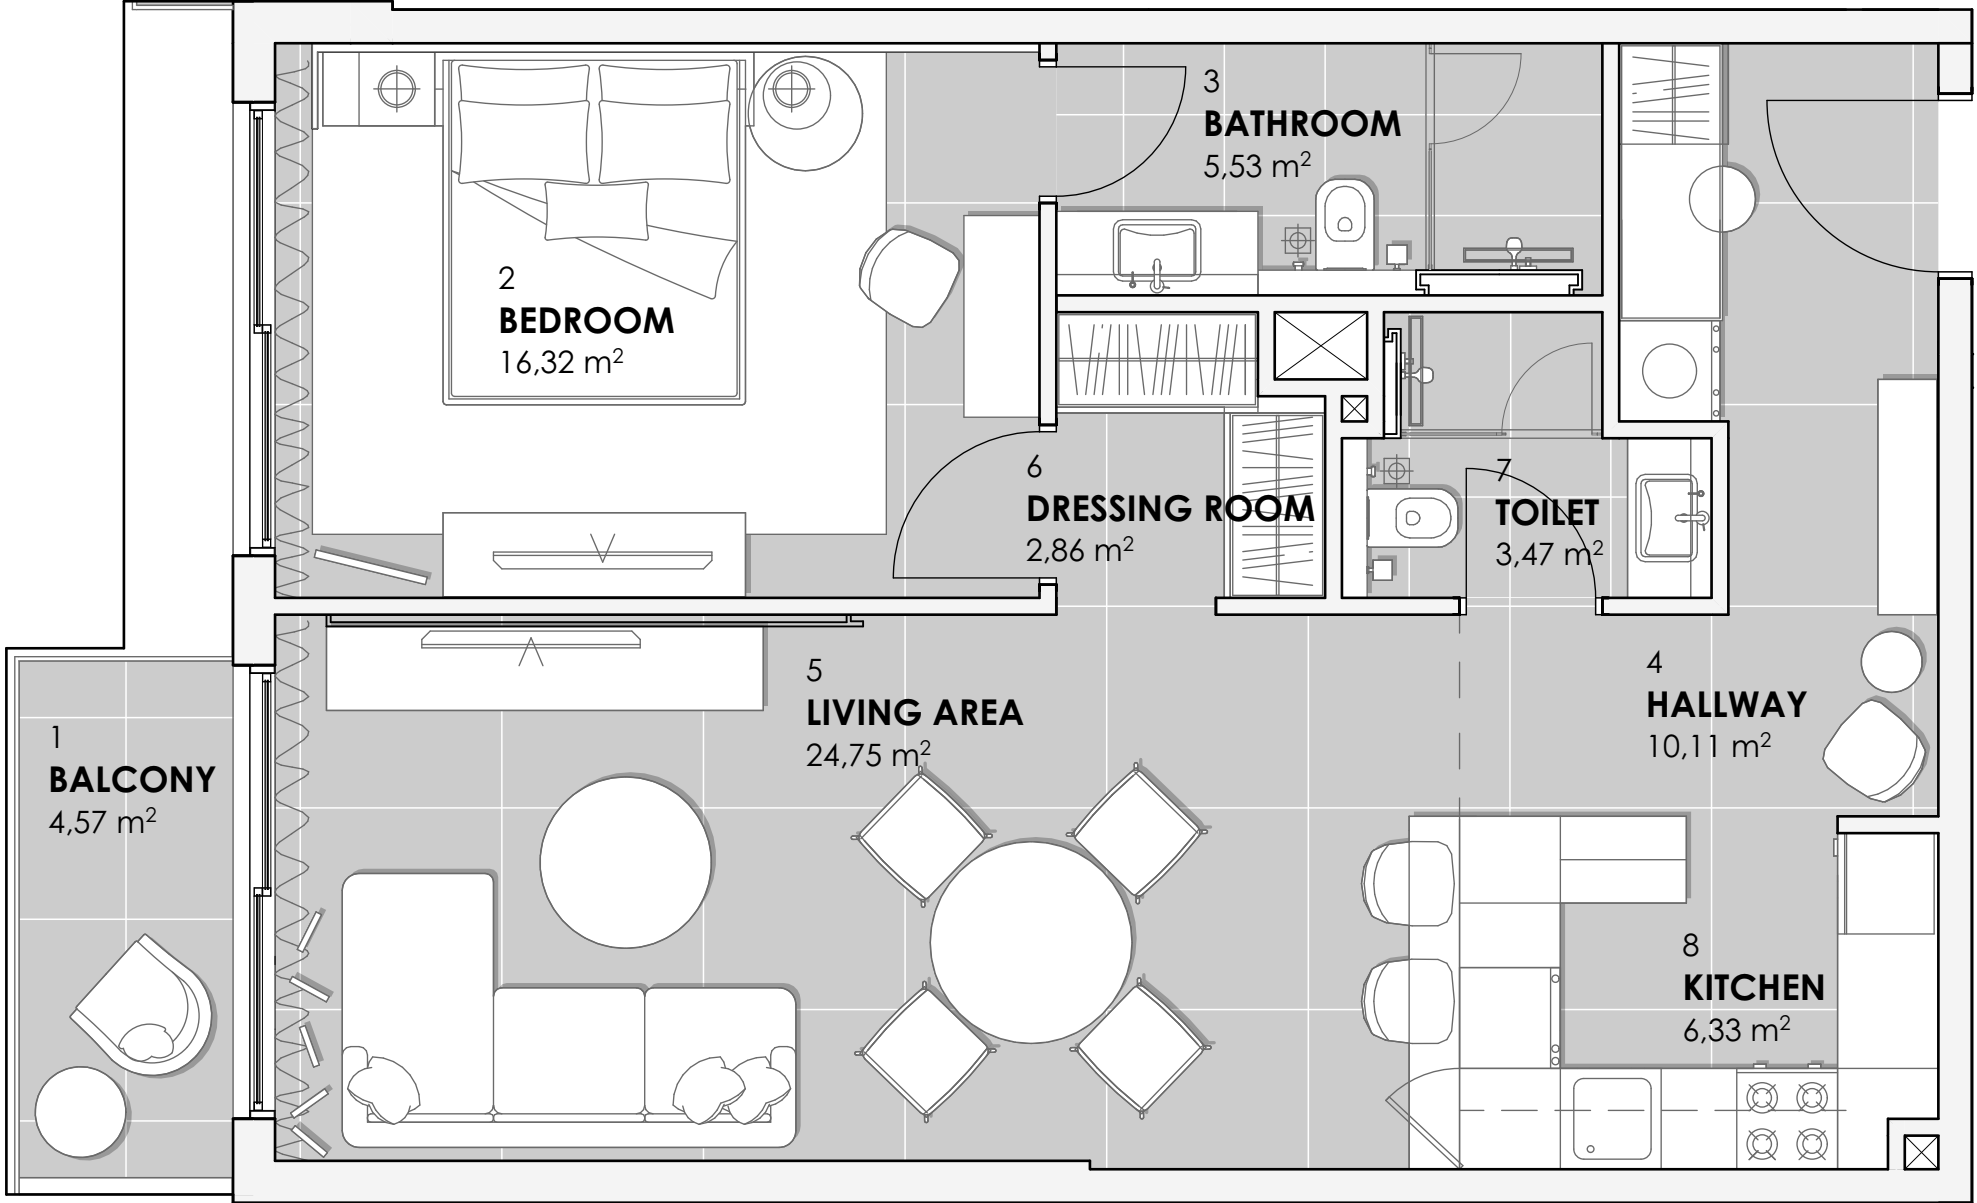 3
BATHROOM
5,53 m²
2
BEDROOM
16,32 m²
6
DRESSING ROOM
2,86 m²
7
TOILET
3,47 m²
5
LIVING AREA
24,75 m²
4
HALLWAY
10,11 m²
1
BALCONY
4,57 m²
8
KITCHEN
6,33 m²